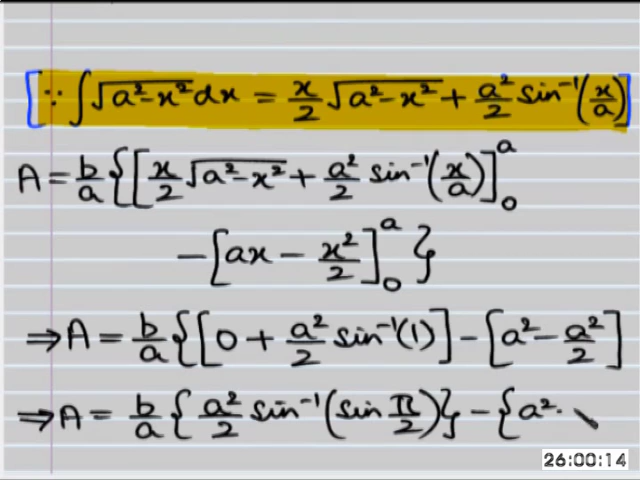 [∵ ∫√(a²−x²) dx = x/2 √(a²−x²) + a²/2 sin⁻¹(x/a)]
A = b/a {[x/2 √(a²−x²) + a²/2 sin⁻¹(x/a)]₀ᵃ
− [ax − x²/2]₀ᵃ}
⇒ A = b/a {[0 + a²/2 sin⁻¹(1)] − [a² − a²/2]
⇒ A = b/a {a²/2 sin⁻¹(sin π/2)} − {a² ·
26:00:14